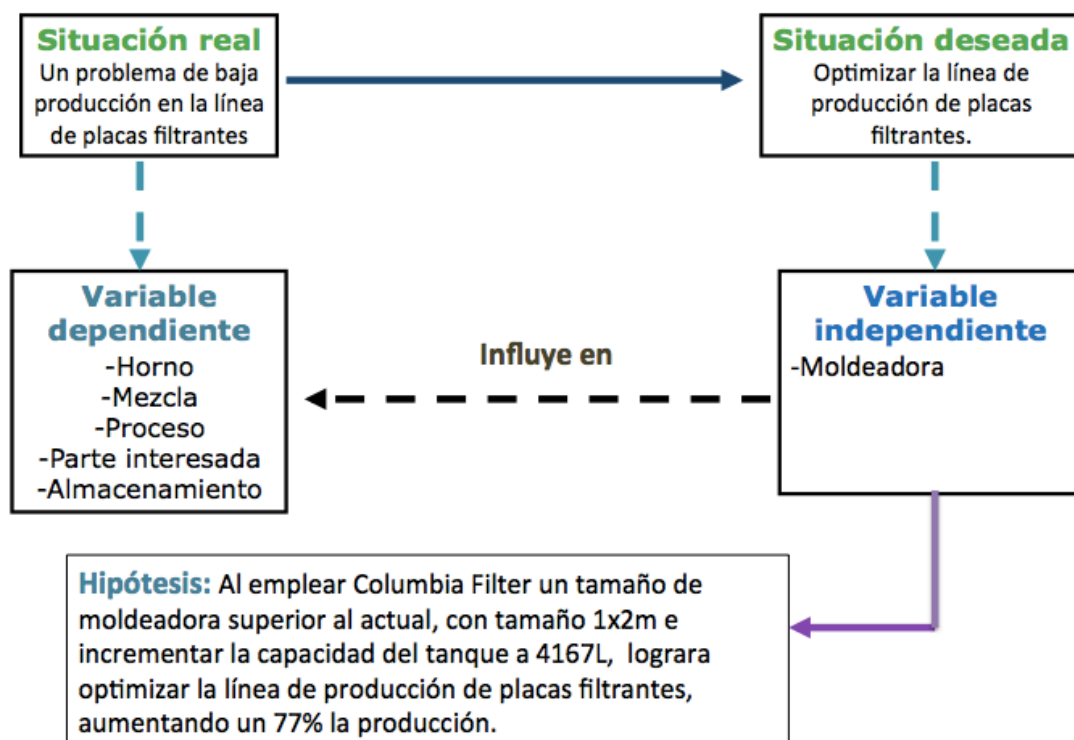 Situación real
Un problema de baja
producción en la línea
de placas filtrantes
Situación deseada
Optimizar la línea de
producción de placas
filtrantes.
Variable
dependiente
-Horno
-Mezcla
-Proceso
-Parte interesada
-Almacenamiento
Influye en
Variable
independiente
-Moldeadora
Hipótesis: Al emplear Columbia Filter un tamaño de
moldeadora superior al actual, con tamaño 1x2m e
incrementar la capacidad del tanque a 4167L, lograra
optimizar la línea de producción de placas filtrantes,
aumentando un 77% la producción.